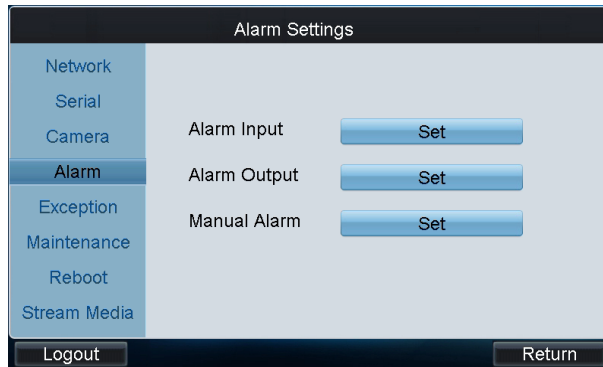 Alarm Settings
Network
Serial
Camera
Alarm
Exception
Maintenance
Reboot
Stream Media
Alarm Input Set
Alarm Output Set
Manual Alarm Set
Logout Return